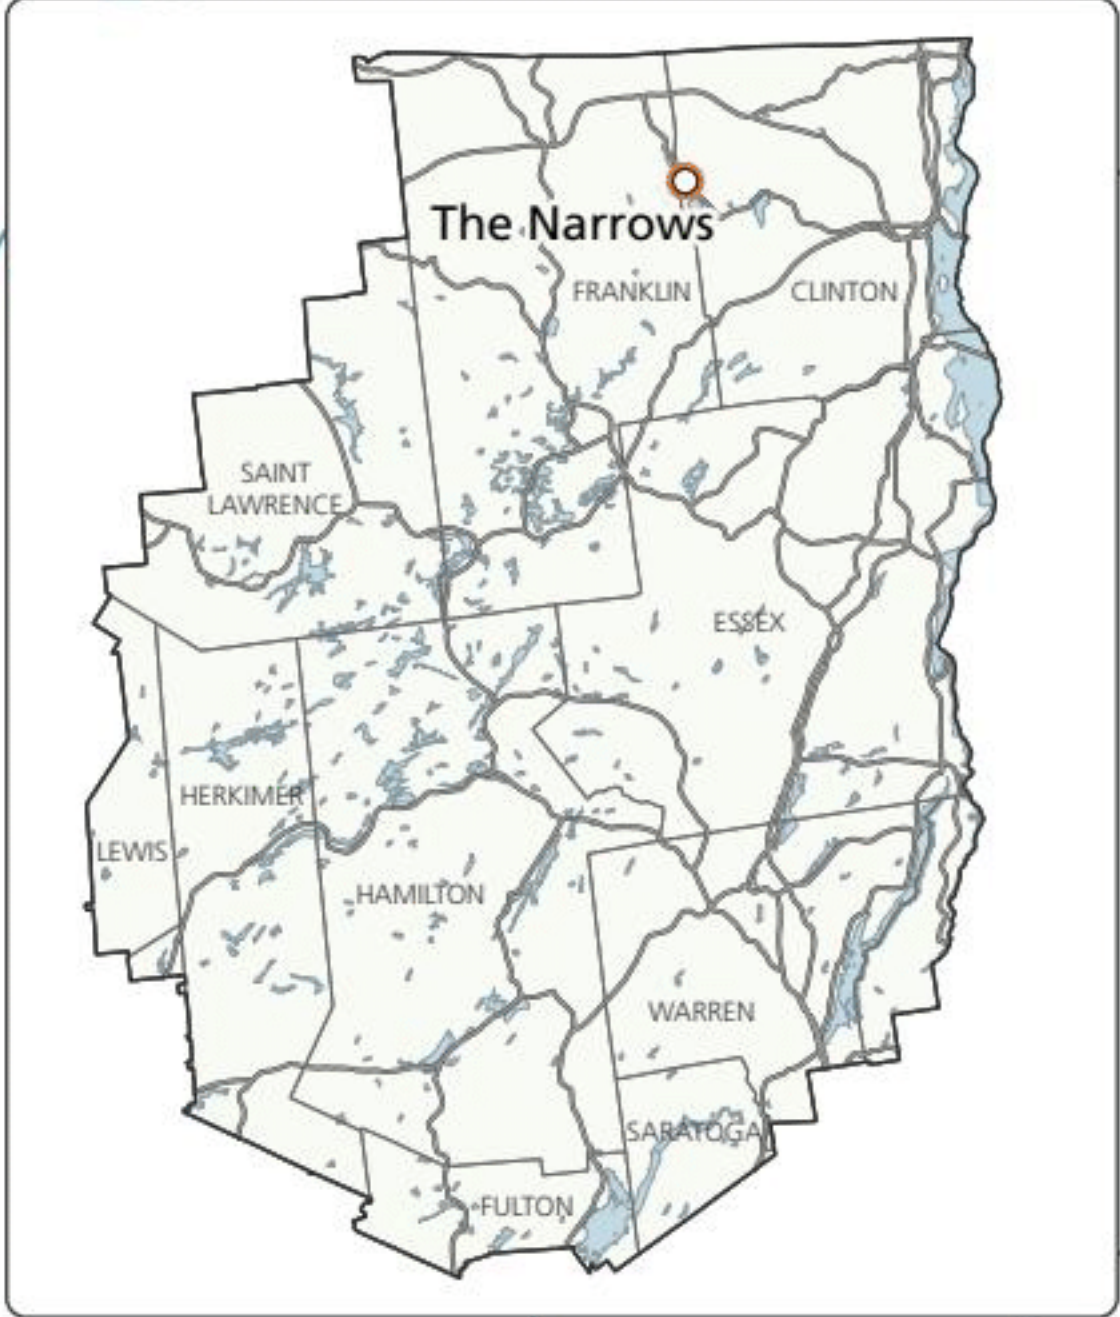 The Narrows
FRANKLIN
CLINTON
SAINT
LAWRENCE
ESSEX
HERKIMER
LEWIS
HAMILTON
WARREN
SARATOGA
FULTON